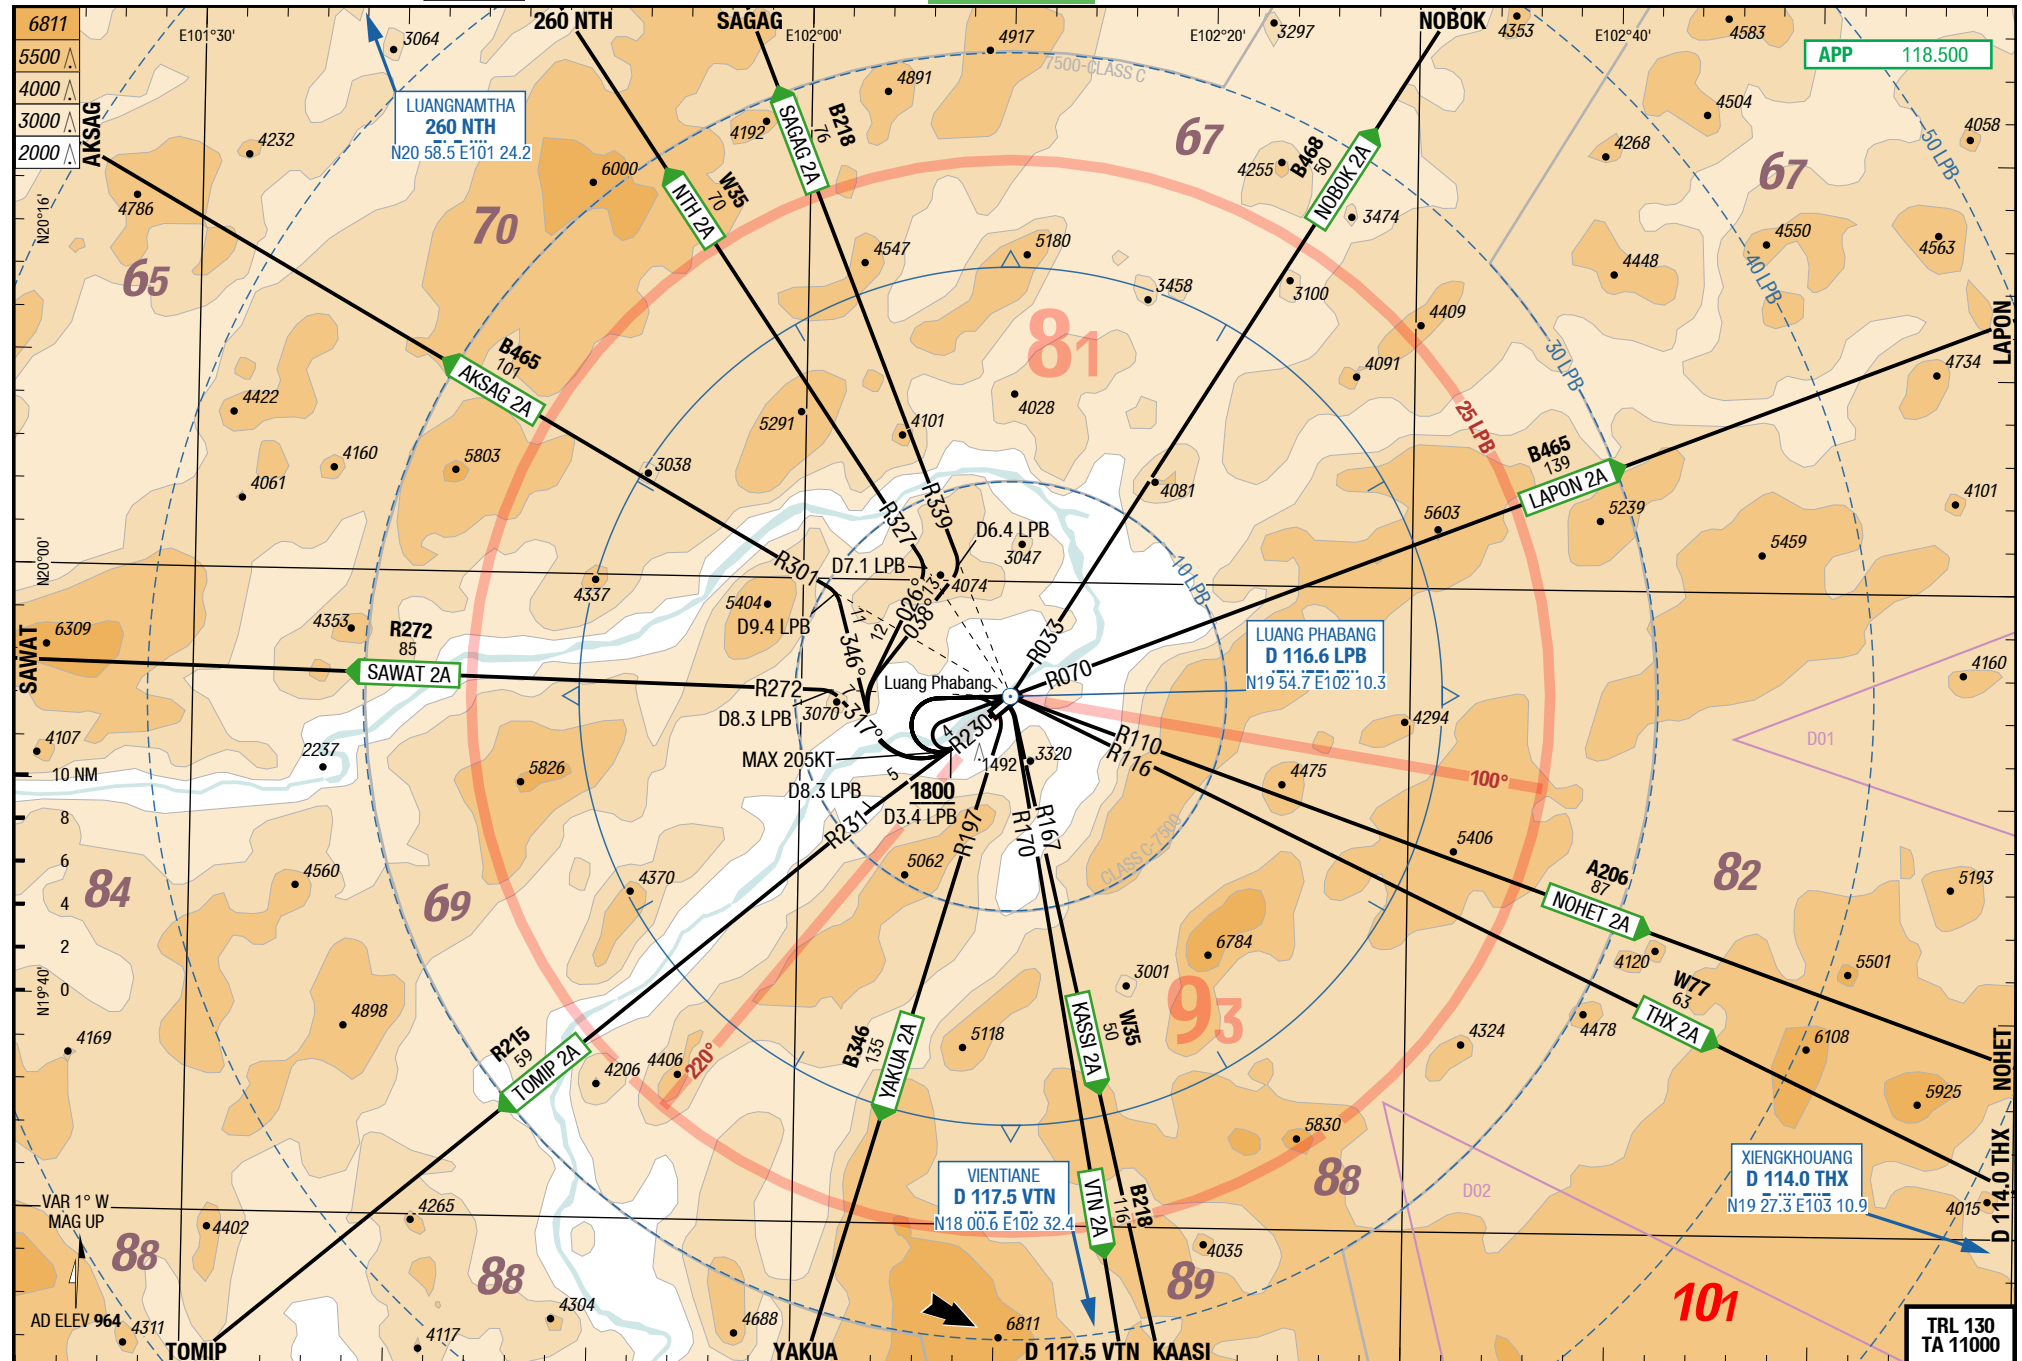 6811
5500
4000
3000
2000
E101°30'
3064
260 NTH
SAGAG
E102°00'
4917
7500-CLASS C
E102°20'
3297
NOBOK
4353
E102°40'
4583
APP 118.500
AKSAG
4232
LUANGNAMTHA
260 NTH
N20 58.5 E101 24.2
4192
SAGAG 2A
B218
76
4891
67
4255
B468
50
NOBOK 2A
4504
4268
67
50 LPB
4058
4786
N20°16'
70
6000
NTH 2A
W35
70
3474
65
4547
5180
3458
3100
4448
4550
40 LPB
4563
B465
101
AKSAG 2A
81
4409
4091
30 LPB
LAPON
4734
4422
5291
4101
4028
25 LPB
4160
5803
3038
4061
4081
B465
139
LAPON 2A
5603
5239
4101
5459
R327
R339
D6.4 LPB
3047
N20°00'
R301
D7.1 LPB
4074
10 LPB
4337
5404
D9.4 LPB
11
12
026°
13
038°
346°
R033
R070
4353
R272
85
SAWAT 2A
6309
SAWAT
R272
7
D8.3 LPB
3070
317°
Luang Phabang
LUANG PHABANG
D 116.6 LPB
N19 54.7 E102 10.3
4160
D01
4107
2237
10 NM
8
6
4
2
0
MAX 205KT
4
R230
5
D8.3 LPB
1800
D3.4 LPB
1492
3320
R110
R116
4294
4475
100°
5826
R231
R197
R170
R167
CLASS C-7500
5406
A206
87
NOHET 2A
82
5193
84
4560
69
4370
5062
6784
4120
W77
63
THX 2A
5501
N19°40'
4169
4898
3001
93
4324
4478
6108
NOHET
R215
59
TOMIP 2A
4206
4406
220°
B346
135
YAKUA 2A
5118
KASSI 2A
W35
50
5925
5830
88
D02
XIENGKHOUANG
D 114.0 THX
N19 27.3 E103 10.9
D 114.0 THX
4015
VAR 1° W
MAG UP
4402
4265
VIENTIANE
D 117.5 VTN
N18 00.6 E102 32.4
VTN 2A
B218
116
4035
89
88
88
101
AD ELEV 964
4311
TOMIP
4117
4304
4688
YAKUA
6811
D 117.5 VTN
KAASI
TRL 130
TA 11000